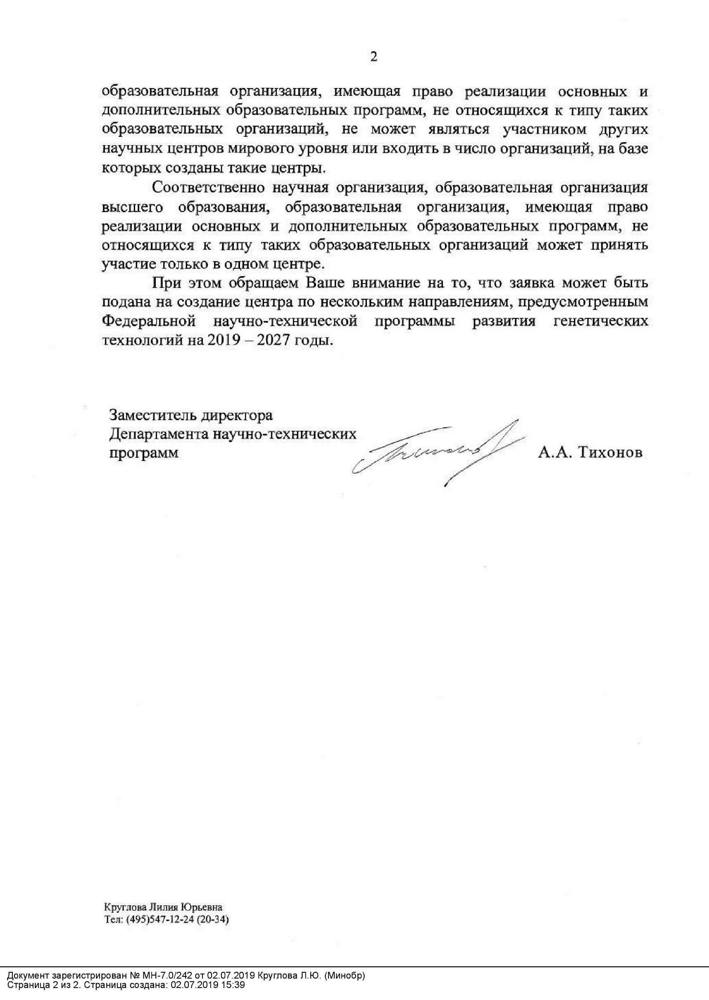 2
образовательная организация, имеющая право реализации основных и
дополнительных образовательных программ, не относящихся к типу таких
образовательных организаций, не может являться участником других
научных центров мирового уровня или входить в число организаций, на базе
которых созданы такие центры.
Соответственно научная организация, образовательная организация
высшего образования, образовательная организация, имеющая право
реализации основных и дополнительных образовательных программ, не
относящихся к типу таких образовательных организаций может принять
участие только в одном центре.
При этом обращаем Ваше внимание на то, что заявка может быть
подана на создание центра по нескольким направлениям, предусмотренным
Федеральной научно-технической программы развития генетических
технологий на 2019 – 2027 годы.
Заместитель директора
Департамента научно-технических
программ
А.А. Тихонов
Круглова Лилия Юрьевна
Тел: (495)547-12-24 (20-34)
Документ зарегистрирован № МН-7.0/242 от 02.07.2019 Круглова Л.Ю. (Минобр)
Страница 2 из 2. Страница создана: 02.07.2019 15:39